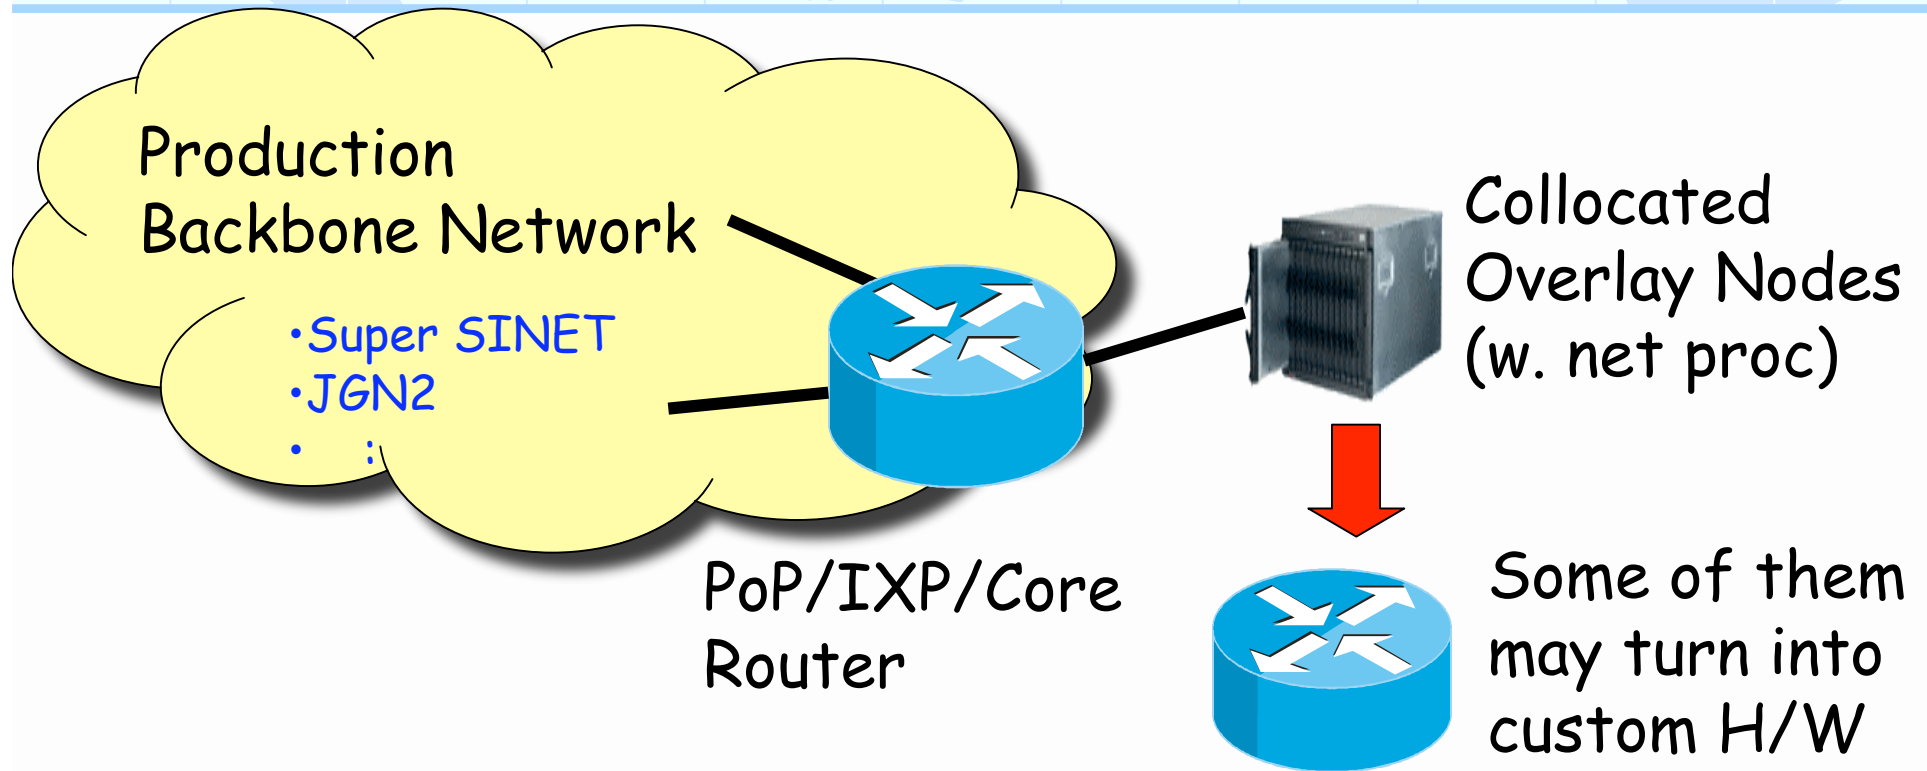 Production
Backbone Network
•Super SINET
•JGN2
• :
Collocated
Overlay Nodes
(w. net proc)
PoP/IXP/Core
Router
Some of them
may turn into
custom H/W